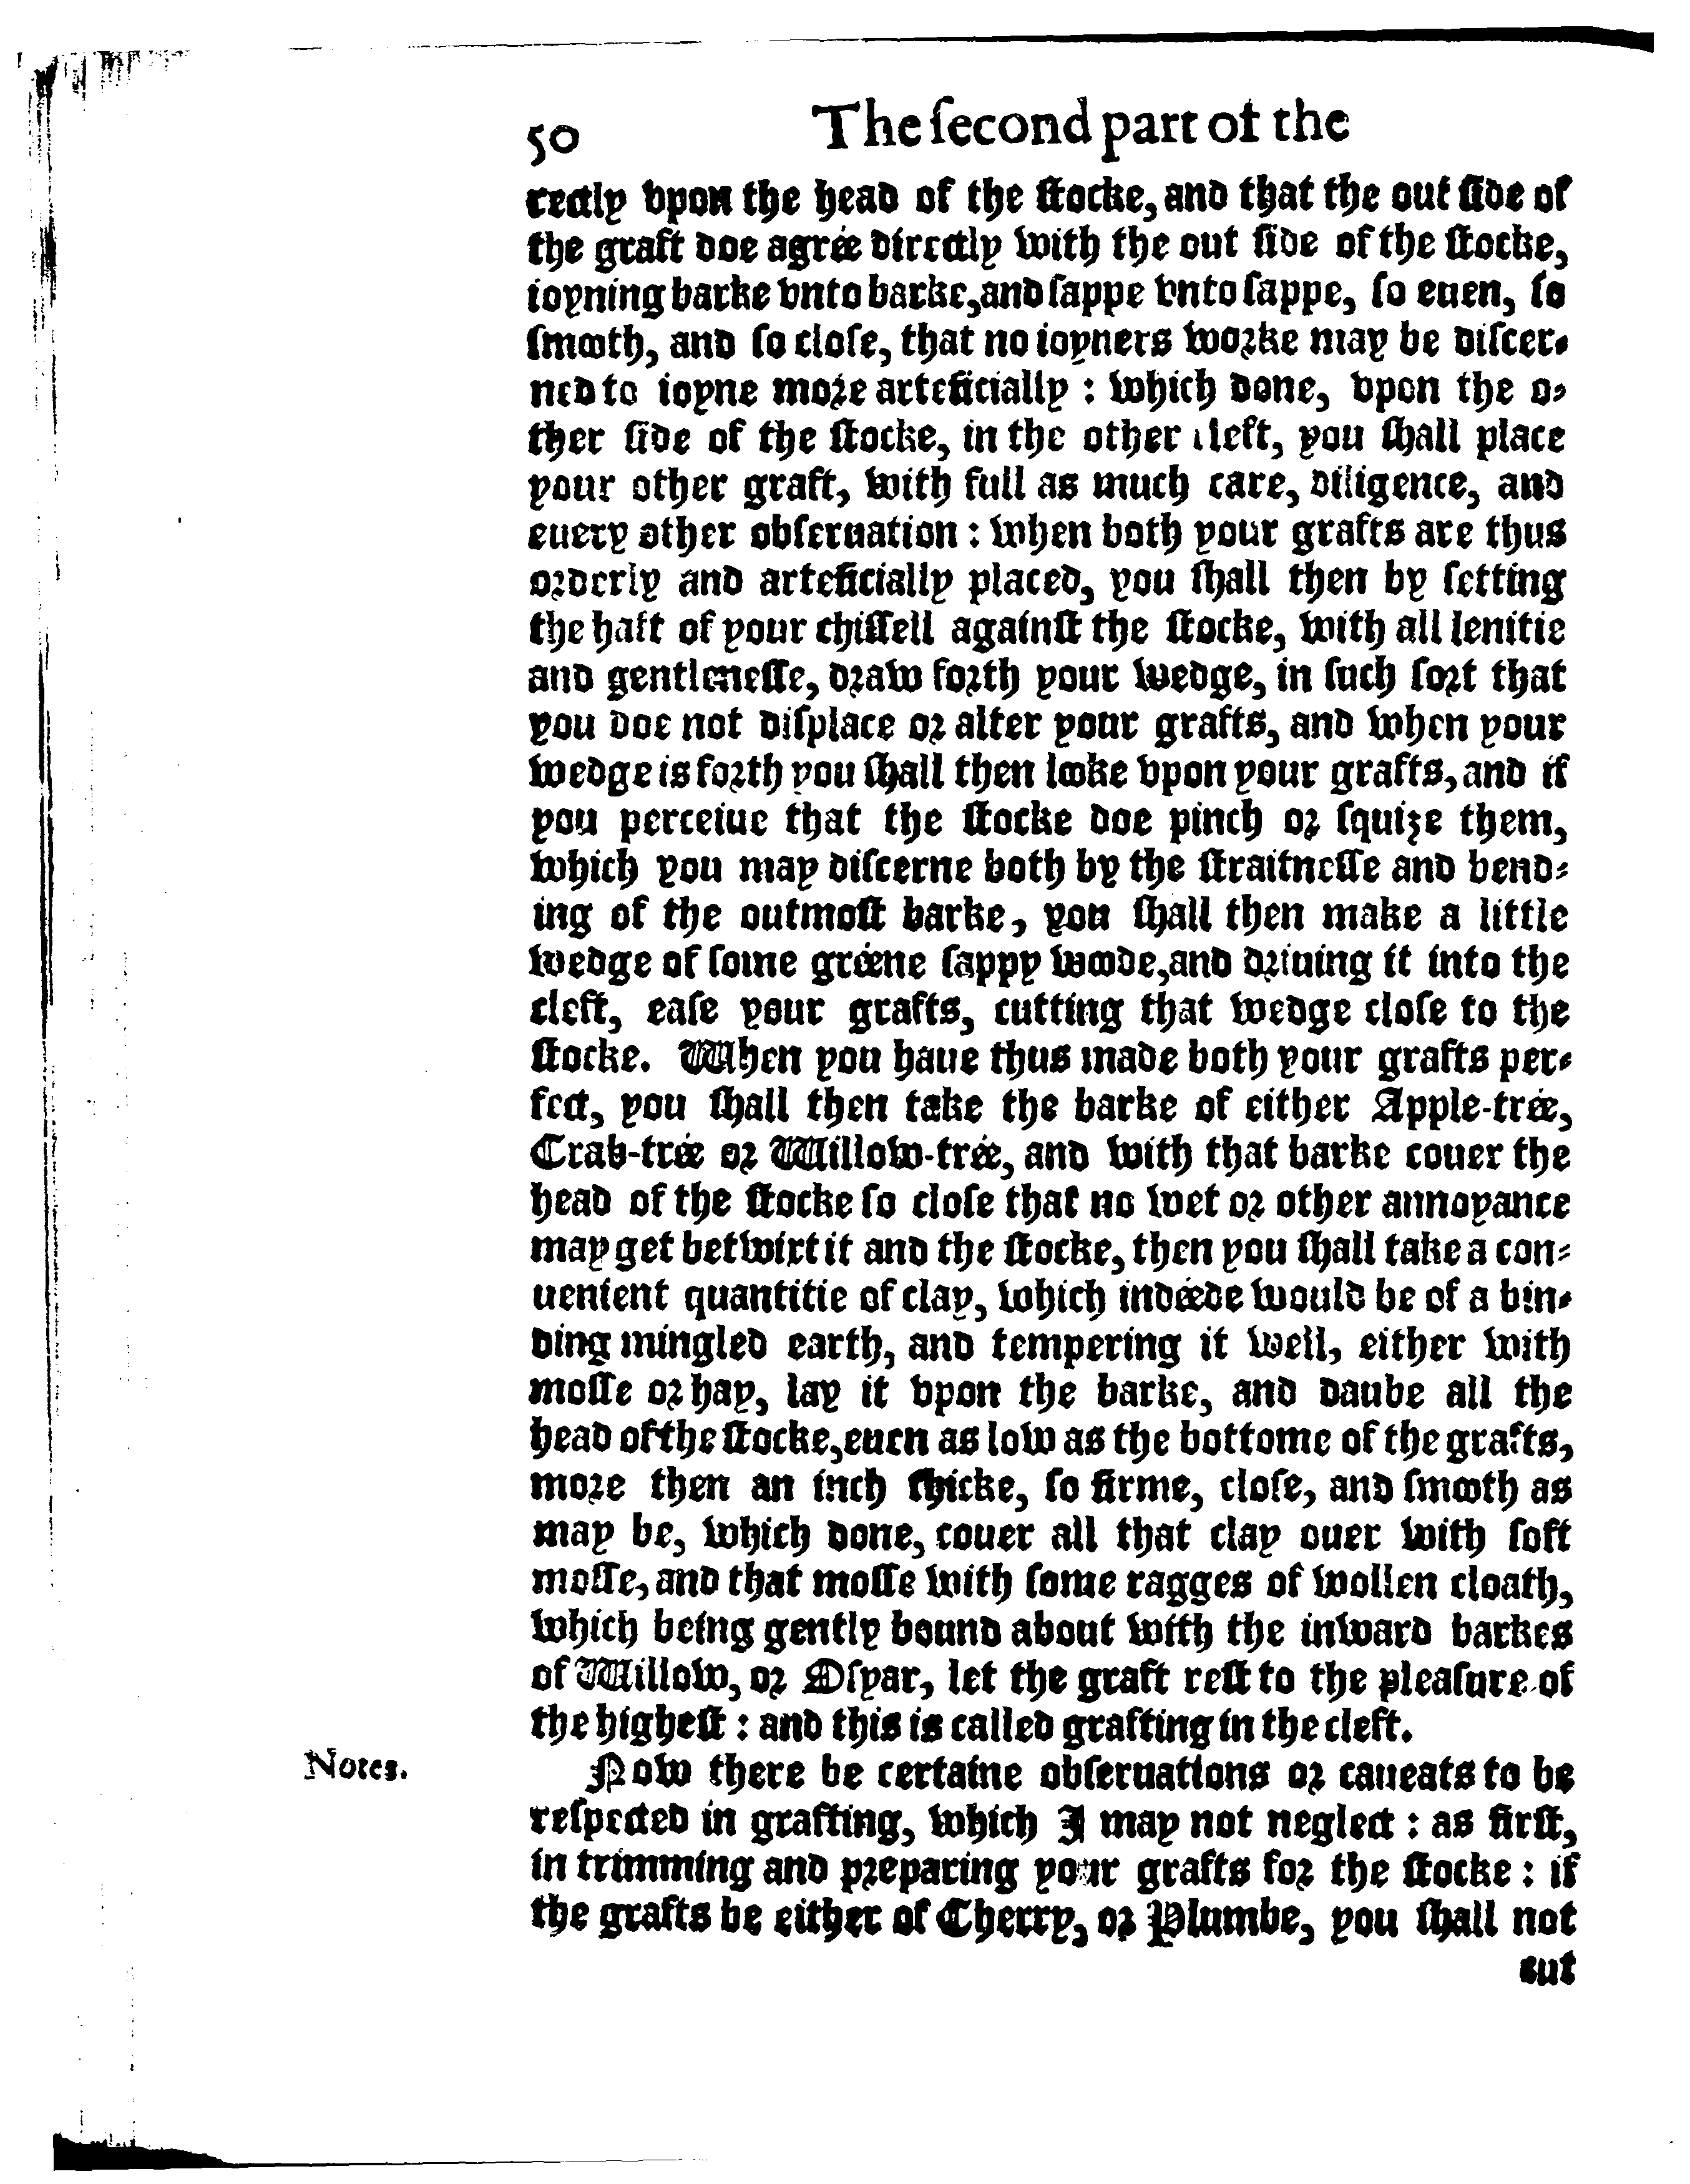 50 The ſecond part of the
rectly vpon the head of the ſtocke, and that the out ſide of
the graft doe agrée directly with the out ſide of the ſtocke,
ioyning barke vnto barke, and ſappe vnto ſappe, ſo euen, ſo
ſmooth, and ſo cloſe, that no ioyners worke may be diſcer-
ned to ioyne more arteficially: which done, vpon the o-
ther ſide of the ſtocke, in the other cleft, you ſhall place
your other graft, with full as much care, diligence, and
euery other obſeruation: when both your grafts are thus
orderly and arteficially placed, you ſhall then by ſetting
the haft of your chiſſell againſt the ſtocke, with all lenitie
and gentleneſſe, draw forth your wedge, in ſuch ſort that
you doe not diſplace or alter your grafts, and when your
wedge is forth you ſhall then looke vpon your grafts, and if
you perceiue that the ſtocke doe pinch or ſquize them,
which you may diſcerne both by the ſtraitneſſe and bend-
ing of the outmoſt barke, you ſhall then make a little
wedge of ſome gréene ſappy woode, and driuing it into the
cleft, eaſe your grafts, cutting that wedge cloſe to the
ſtocke. When you haue thus made both your grafts per-
fect, you ſhall then take the barke of either Apple-trée,
Crab-trée or Willow-trée, and with that barke couer the
head of the ſtocke ſo cloſe that no wet or other annoyance
may get betwixt it and the ſtocke, then you ſhall take a con-
uenient quantitie of clay, which indéede would be of a bin-
ding mingled earth, and tempering it well, either with
moſſe or hay, lay it vpon the barke, and daube all the
head of the ſtocke, euen as low as the bottome of the grafts,
more then an inch thicke, ſo firme, cloſe, and ſmooth as
may be, which done, couer all that clay ouer with ſoft
moſſe, and that moſſe with ſome ragges of wollen cloath,
which being gently bound about with the inward barkes
of Willow, or Oſyar, let the graft reſt to the pleaſure of
the higheſt: and this is called grafting in the cleft.
Notes.
Now there be certaine obſeruations or caueats to be
reſpected in grafting, which I may not neglect: as firſt,
in trimming and preparing your grafts for the ſtocke: if
the grafts be either of Cherry, or Plumbe, you ſhall not
cut